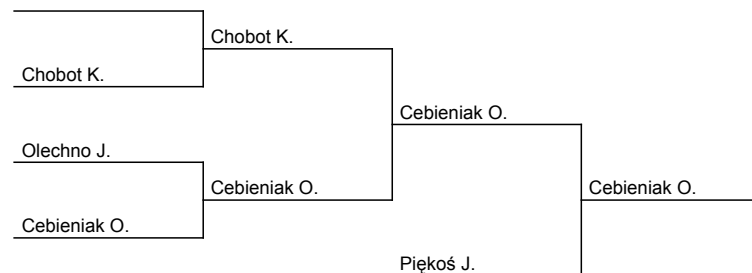 Chobot K.
Chobot K.
Cebieniak O.
Olechno J.
Cebieniak O.
Cebieniak O.
Cebieniak O.
Piękoś J.